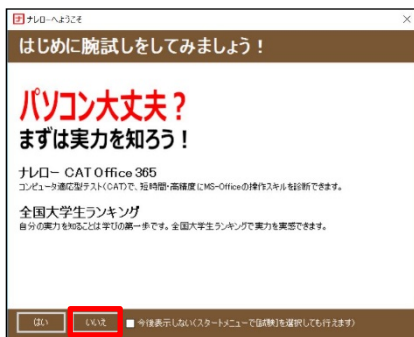 ナレローへようこそ
はじめに腕試しをしてみましょう！
パソコン大丈夫？
まずは実力を知ろう！
ナレロー CAT Office 365
コンピュータ適応型テスト(CAT)で、短時間・高精度にMS-Officeの操作スキルを診断できます。
全国大学生ランキング
自分の実力を知ることは学びの第一歩です。全国大学生ランキングで実力を実感できます。
はい いいえ 今後表示しない(スタートメニューで[試験]を選択しても行えます)